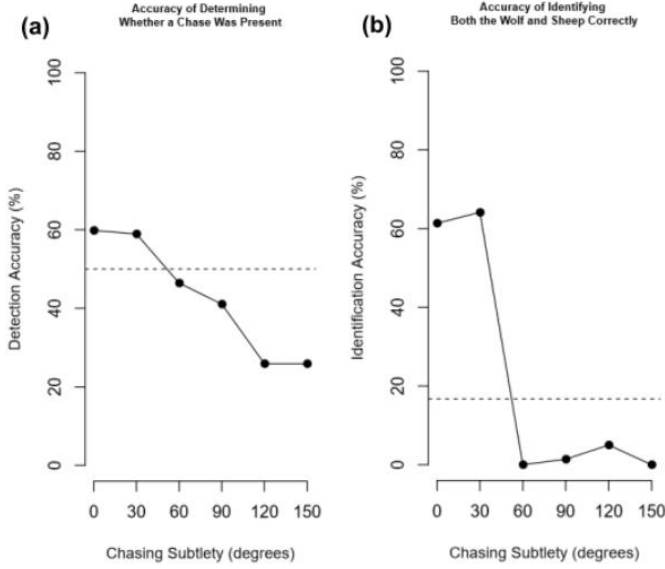 (a)
Accuracy of Determining
Whether a Chase Was Present
Detection Accuracy (%)
100
80
60
40
20
0
0 30 60 90 120 150
Chasing Subtlety (degrees)
(b)
Accuracy of Identifying
Both the Wolf and Sheep Correctly
Identification Accuracy (%)
100
80
60
40
20
0
0 30 60 90 120 150
Chasing Subtlety (degrees)